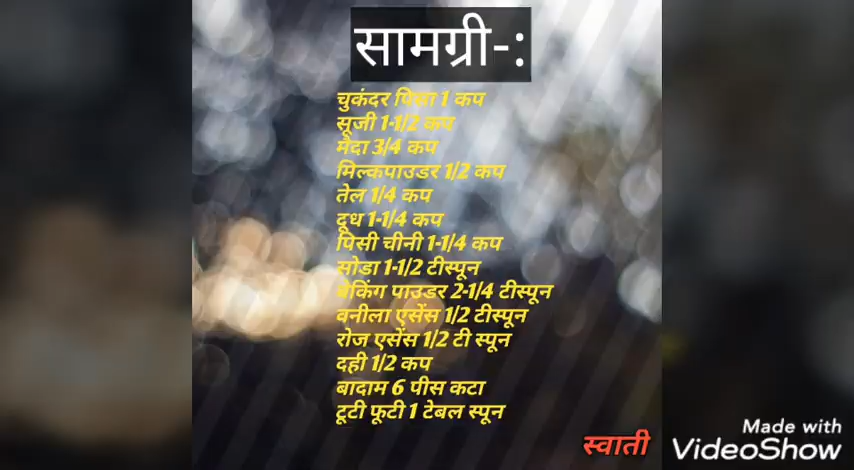 सामग्री-:
चुकंदर पिसा 1 कप
सूजी 1-1/2 कप
मैदा 3/4 कप
मिल्कपाउडर 1/2 कप
तेल 1/4 कप
दूध 1-1/4 कप
पिसी चीनी 1-1/4 कप
सोडा 1-1/2 टीस्पून
बेकिंग पाउडर 2-1/4 टीस्पून
वनीला एसेंस 1/2 टीस्पून
रोज एसेंस 1/2 टी स्पून
दही 1/2 कप
बादाम 6 पीस कटा
टूटी फूटी 1 टेबल स्पून
स्वाती
Made with
VideoShow